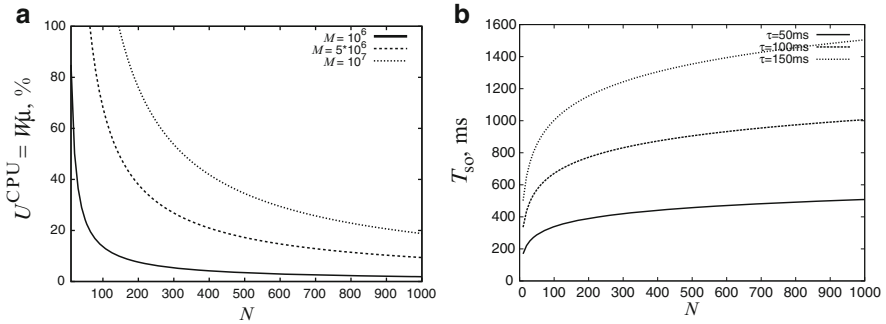 a
100
80
60
40
20
0
100 200 300 400 500 600 700 800 900 1000
N
U^CPU = Wμ, %
M = 10^6
M = 5*10^6
M = 10^7
b
1600
1400
1200
1000
800
600
400
200
0
0 100 200 300 400 500 600 700 800 900 1000
N
T_so, ms
τ=50ms
τ=100ms
τ=150ms